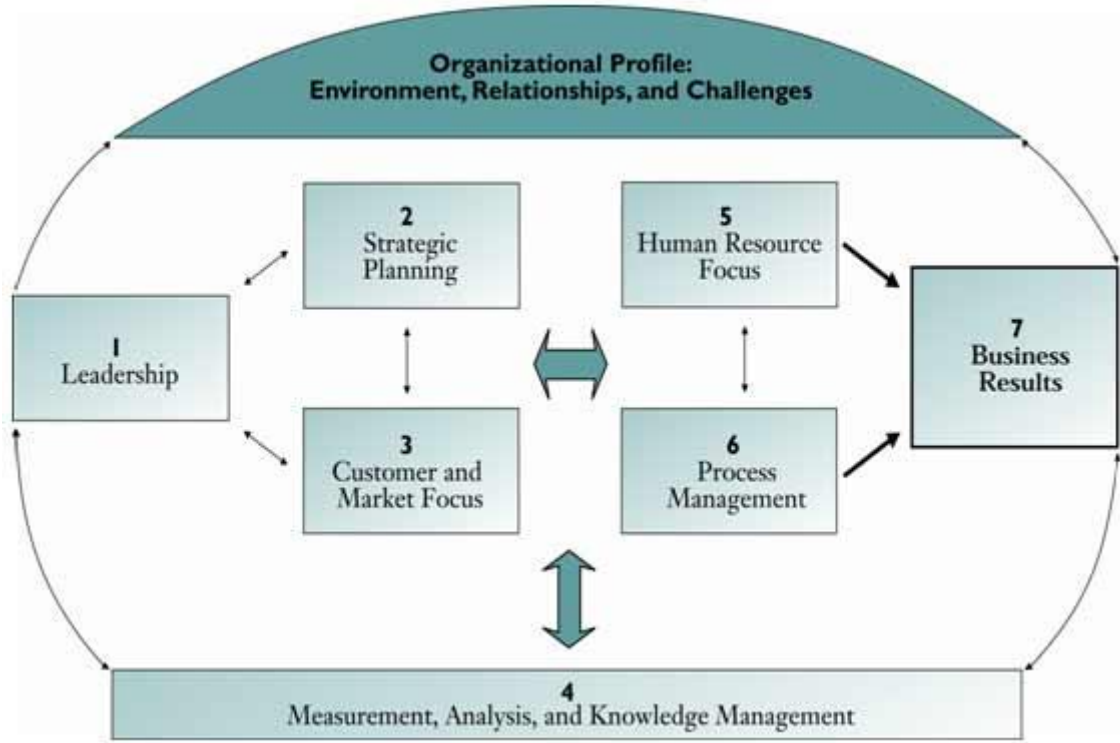 Organizational Profile:
Environment, Relationships, and Challenges
2
Strategic
Planning
5
Human Resource
Focus
1
Leadership
7
Business
Results
3
Customer and
Market Focus
6
Process
Management
4
Measurement, Analysis, and Knowledge Management